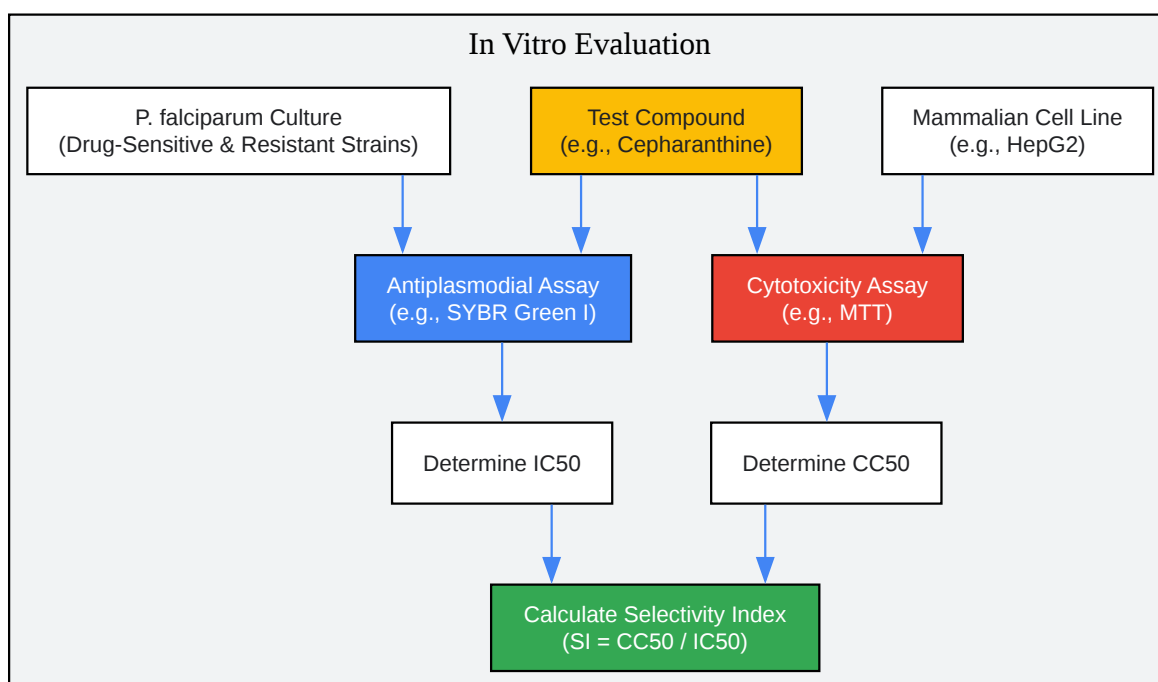 In Vitro Evaluation
P. falciparum Culture
(Drug-Sensitive & Resistant Strains)
Test Compound
(e.g., Cepharanthine)
Mammalian Cell Line
(e.g., HepG2)
Antiplasmodial Assay
(e.g., SYBR Green I)
Cytotoxicity Assay
(e.g., MTT)
Determine IC50
Determine CC50
Calculate Selectivity Index
(SI = CC50 / IC50)